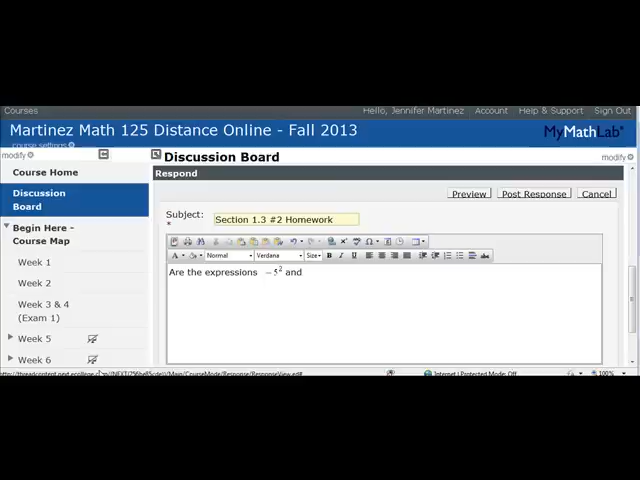 Courses Hello, Jennifer Martinez Account Help & Support Sign Out
Martinez Math 125 Distance Online - Fall 2013 MyMathLab
course settings
modify Discussion Board modify
Course Home
Respond
Discussion
Board
Preview Post Response Cancel
Subject:
* Section 1.3 #2 Homework
Begin Here -
Course Map
Normal Verdana Size B I U
Are the expressions −5² and
Week 1
Week 2
Week 3 & 4
(Exam 1)
Week 5
Week 6
Internet | Protected Mode: Off 100%